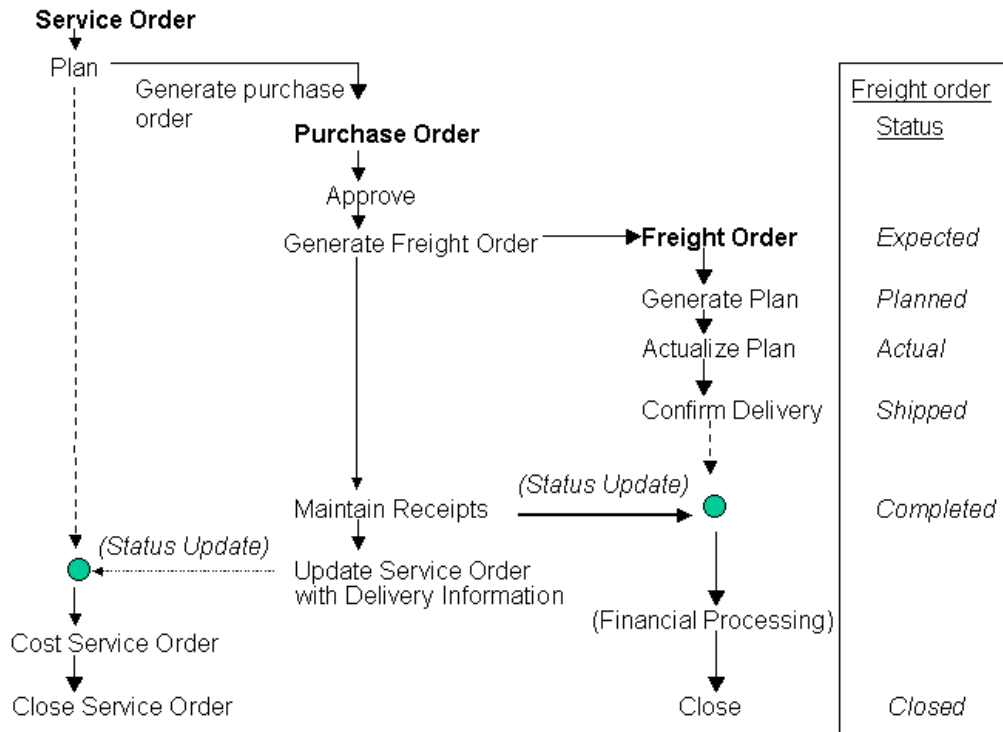 Service Order
Plan
Generate purchase
order
Freight order
Status
Purchase Order
Approve
Generate Freight Order
Freight Order
Expected
Generate Plan
Planned
Actualize Plan
Actual
Confirm Delivery
Shipped
(Status Update)
Maintain Receipts
Completed
(Status Update)
Update Service Order
with Delivery Information
(Financial Processing)
Cost Service Order
Close Service Order
Close
Closed